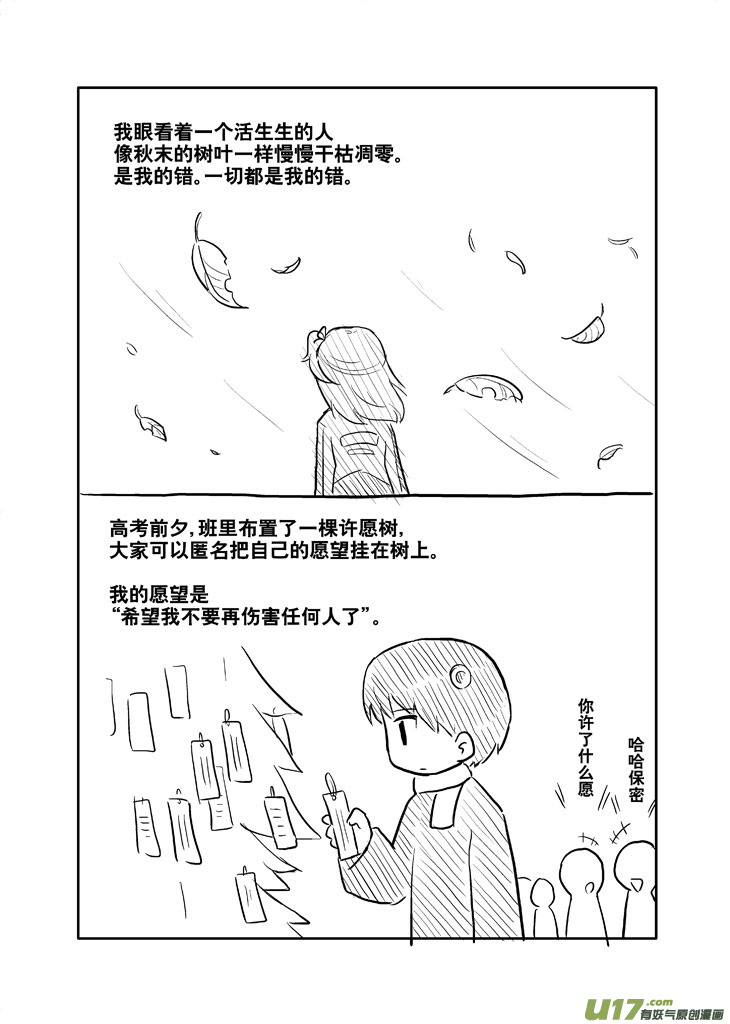 我眼看着一个活生生的人
像秋末的树叶一样慢慢干枯凋零。
是我的错。一切都是我的错。
高考前夕,班里布置了一棵许愿树,
大家可以匿名把自己的愿望挂在树上。
我的愿望是
“希望我不要再伤害任何人了”。
哈哈保密
你许了什么愿
U17.com
有妖气原创漫画